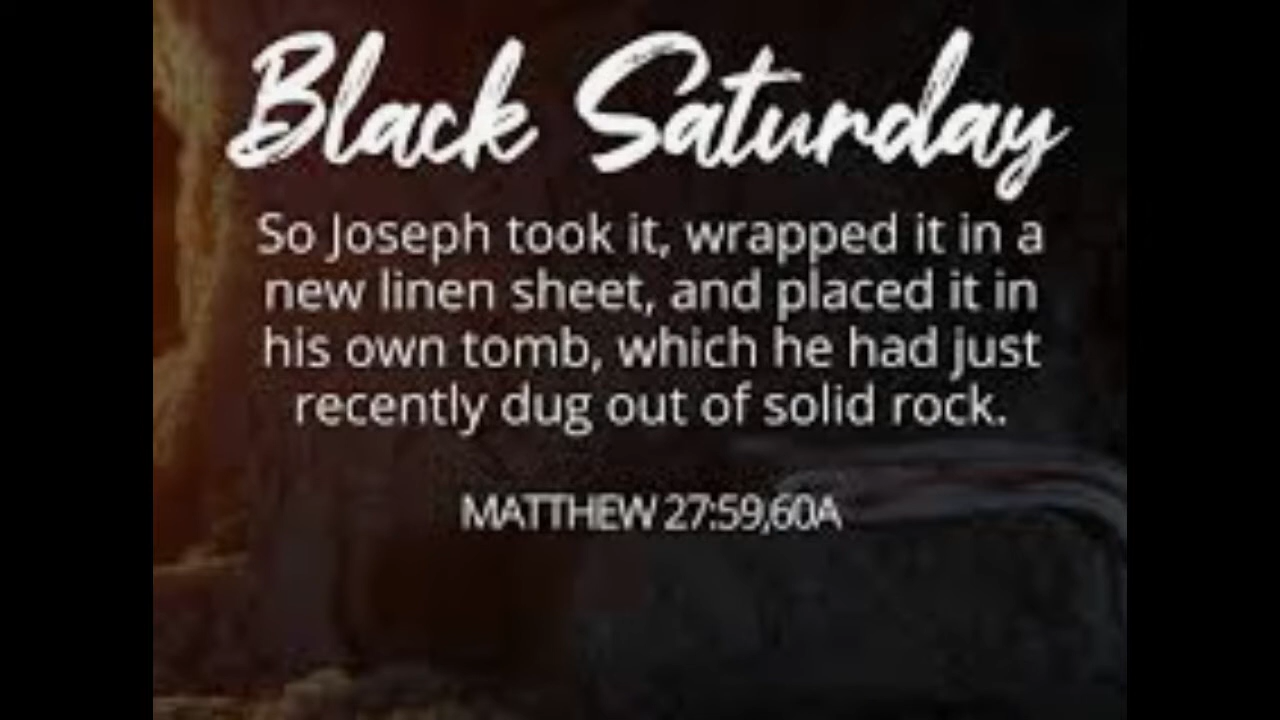 Black Saturday
So Joseph took it, wrapped it in a
new linen sheet, and placed it in
his own tomb, which he had just
recently dug out of solid rock.
MATTHEW 27:59,60A